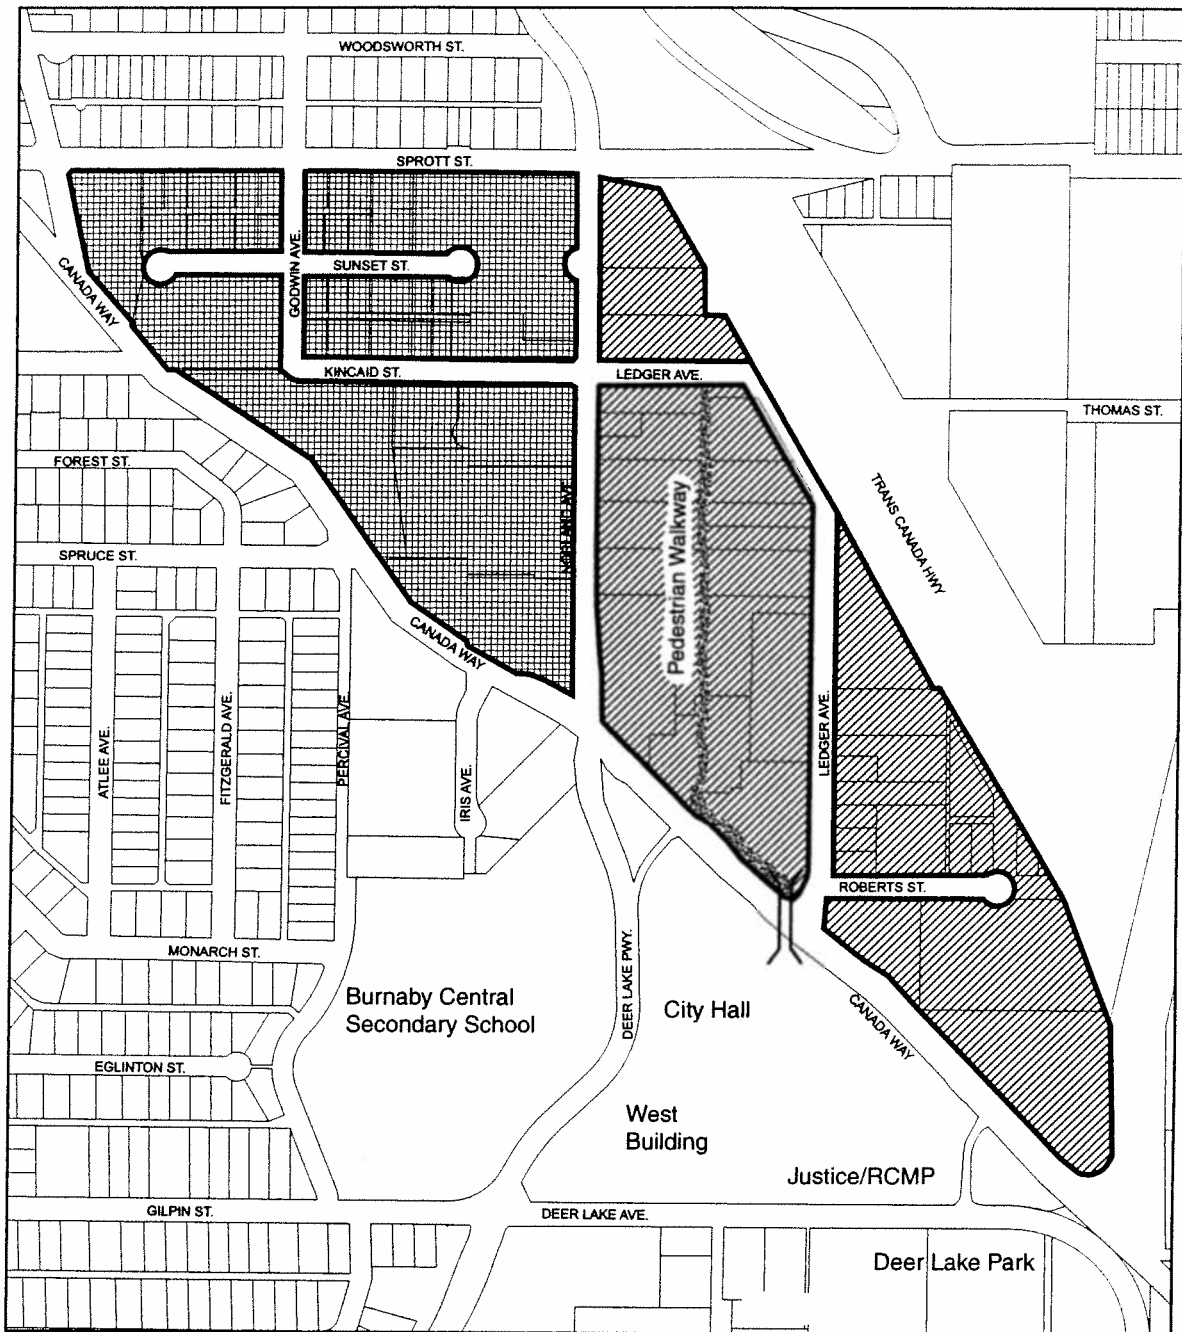 WOODSWORTH ST.
SPROTT ST.
CANADA WAY
GODWIN AVE.
SUNSET ST.
KINCAID ST.
LEDGER AVE.
THOMAS ST.
FOREST ST.
TRANS CANADA HWY
NORLAND AVE.
Pedestrian Walkway
SPRUCE ST.
CANADA WAY
ATLEE AVE.
FITZGERALD AVE.
PERCIVAL AVE.
IRIS AVE.
LEDGER AVE.
ROBERTS ST.
MONARCH ST.
DEER LAKE PWY.
Burnaby Central
Secondary School
City Hall
CANADA WAY
EGLINTON ST.
West
Building
Justice/RCMP
GILPIN ST.
DEER LAKE AVE.
Deer Lake Park